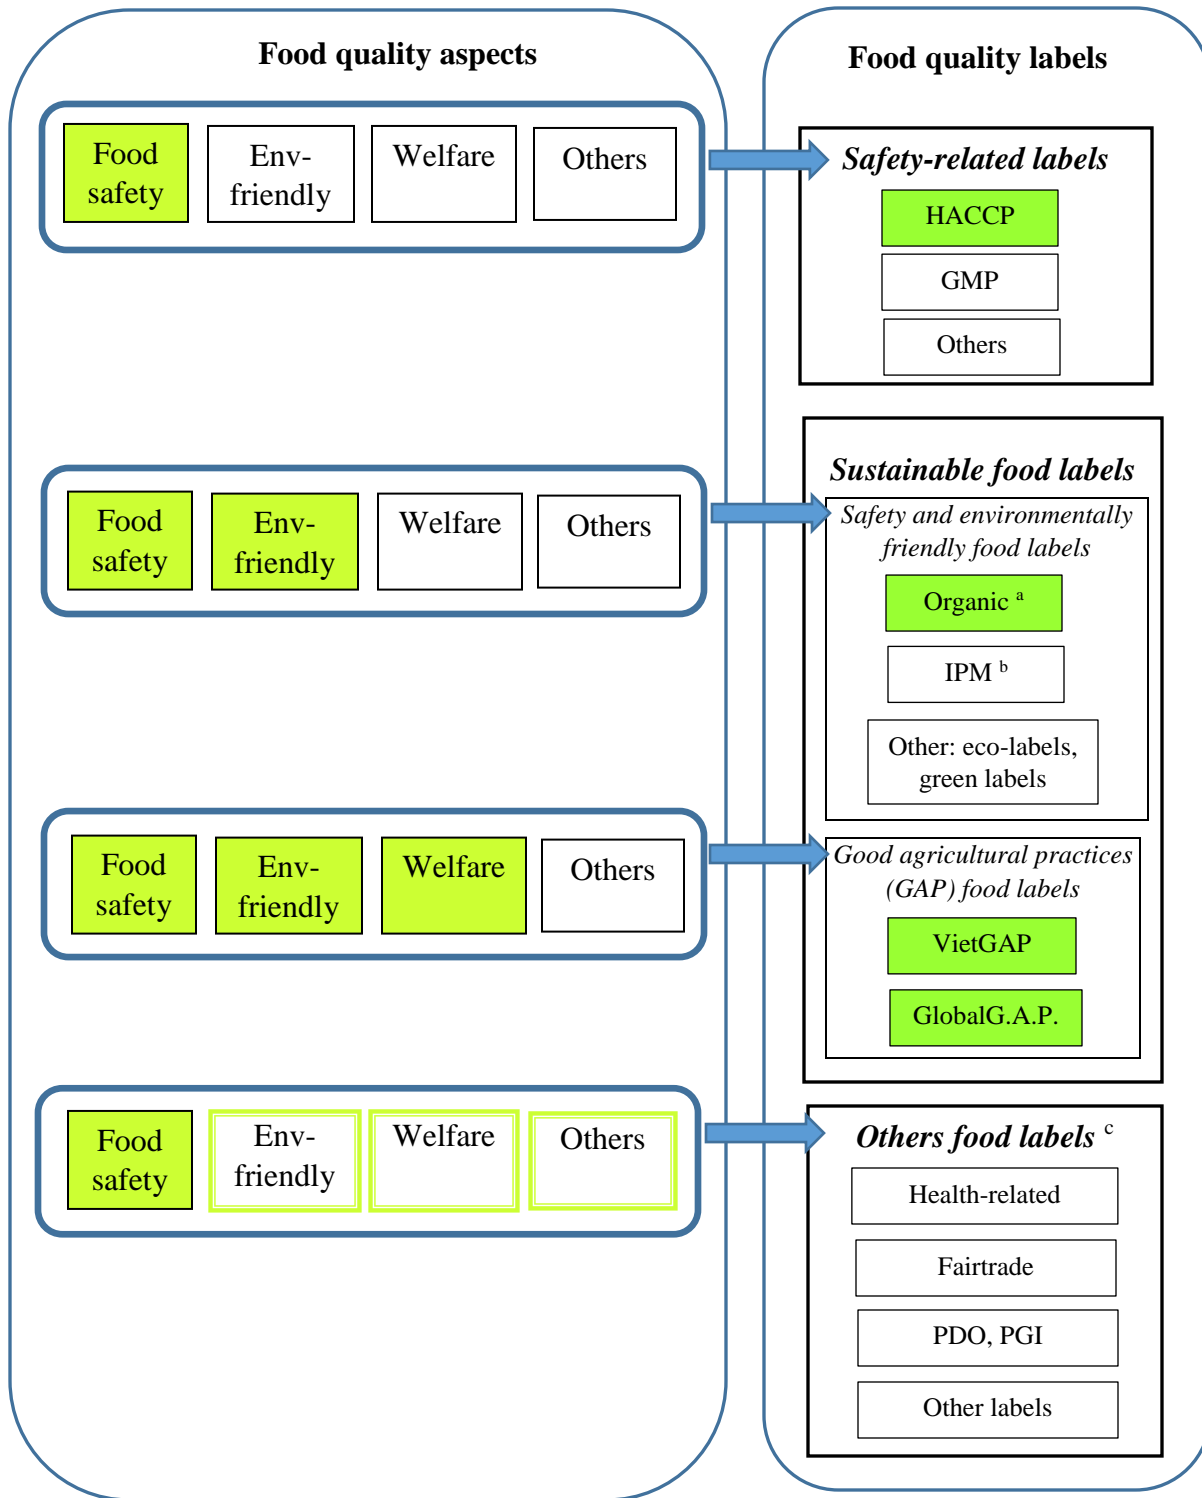 Food quality aspects
Food
safety
Env-
friendly
Welfare
Others
Food
safety
Env-
friendly
Welfare
Others
Food
safety
Env-
friendly
Welfare
Others
Food
safety
Env-
friendly
Welfare
Others
Food quality labels
Safety-related labels
HACCP
GMP
Others
Sustainable food labels
Safety and environmentally
friendly food labels
Organic a
IPM b
Other: eco-labels,
green labels
Good agricultural practices
(GAP) food labels
VietGAP
GlobalG.A.P.
Others food labels c
Health-related
Fairtrade
PDO, PGI
Other labels